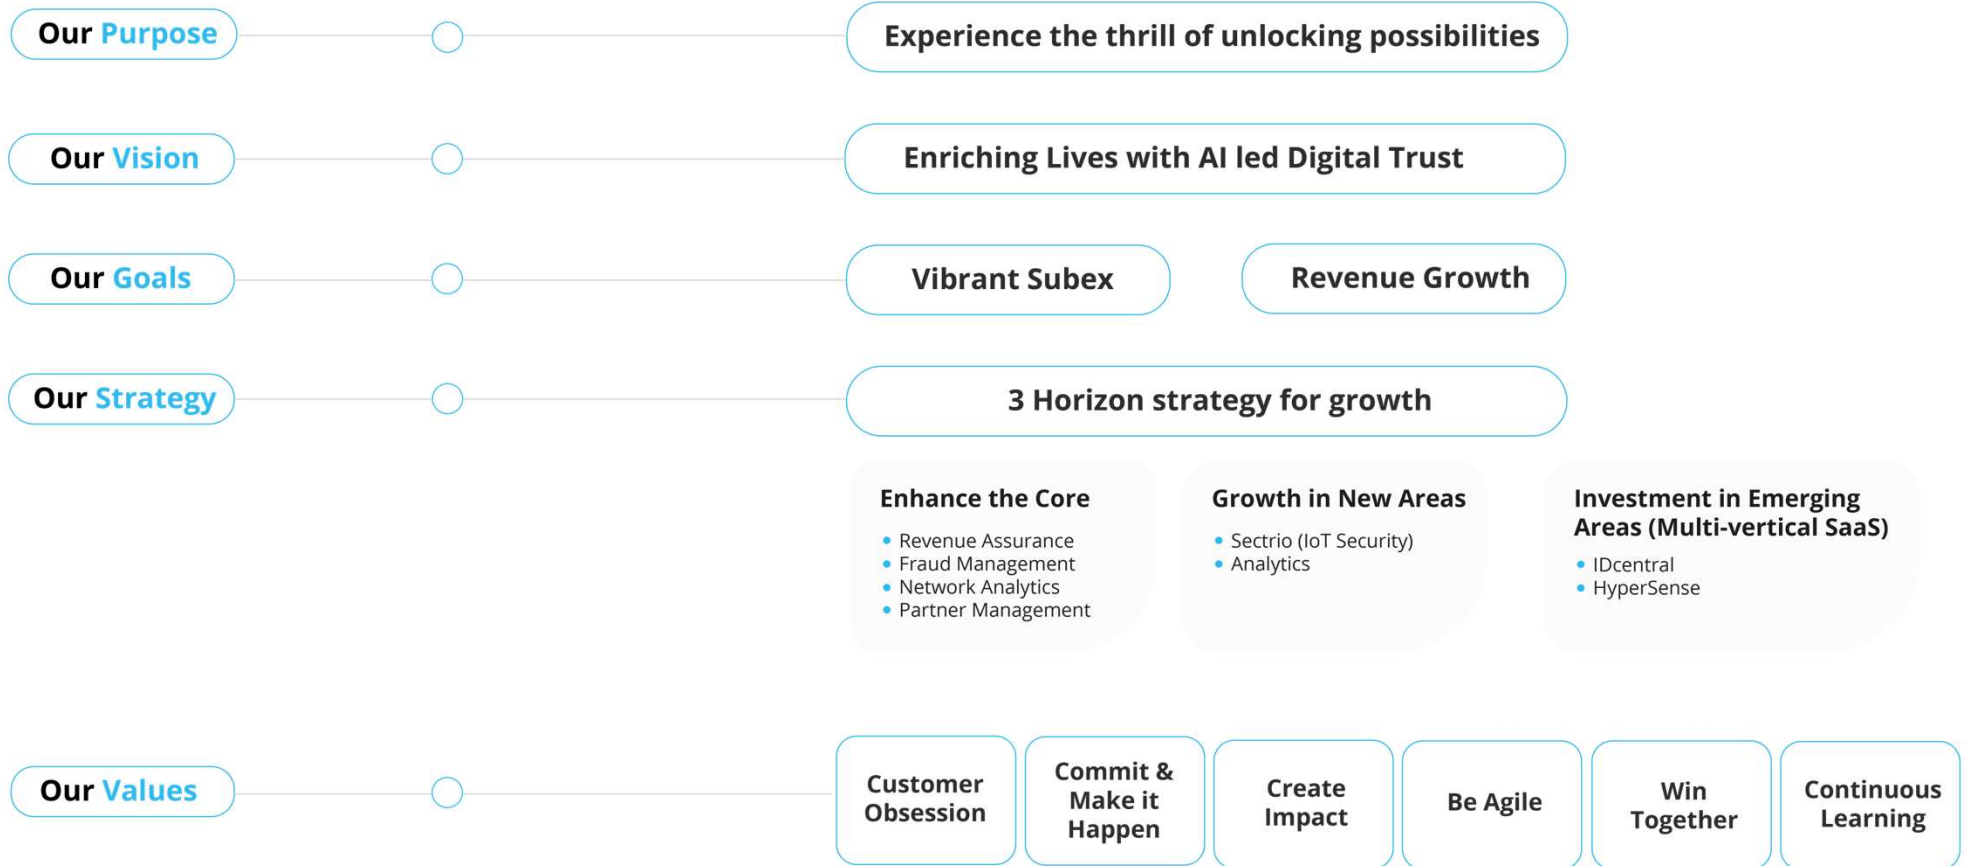 Our Purpose
Experience the thrill of unlocking possibilities
Our Vision
Enriching Lives with AI led Digital Trust
Our Goals
Vibrant Subex
Revenue Growth
Our Strategy
3 Horizon strategy for growth
Enhance the Core
• Revenue Assurance
• Fraud Management
• Network Analytics
• Partner Management
Growth in New Areas
• Sectrio (IoT Security)
• Analytics
Investment in Emerging
Areas (Multi-vertical SaaS)
• IDcentral
• HyperSense
Our Values
Customer
Obsession
Commit &
Make it
Happen
Create
Impact
Be Agile
Win
Together
Continuous
Learning